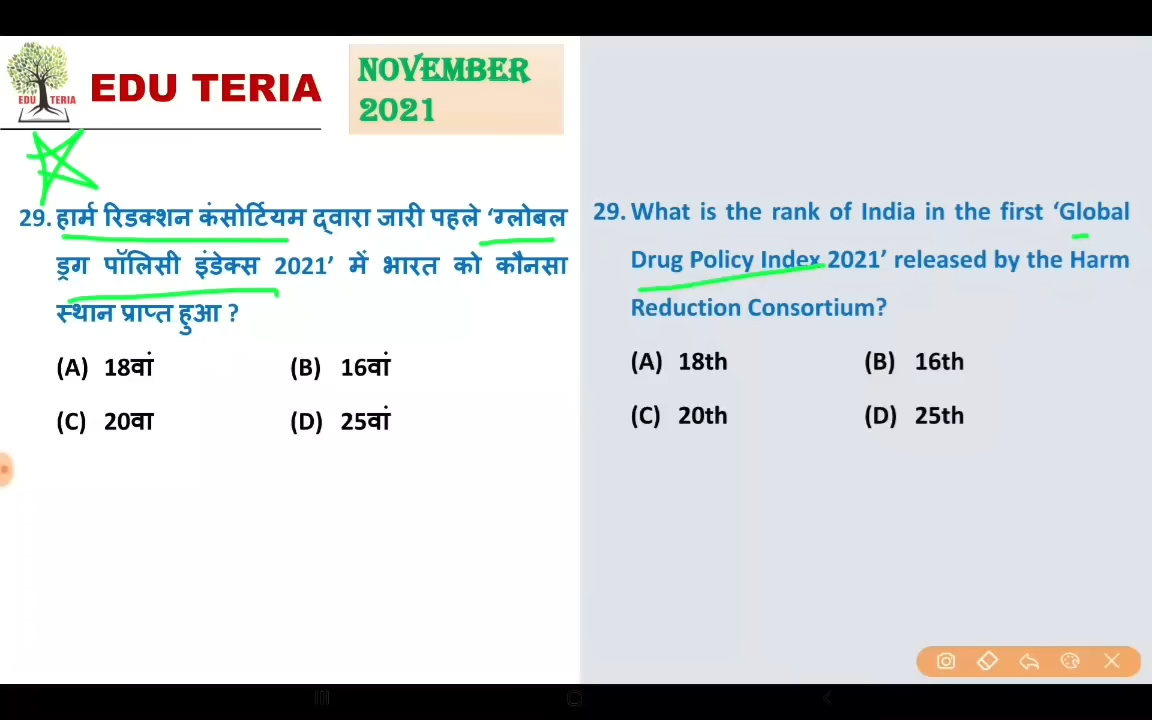 EDU TERIA
EDU TERIA
NOVEMBER
2021
29. हार्म रिडक्शन कंसोर्टियम द्वारा जारी पहले ‘ग्लोबल
ड्रग पॉलिसी इंडेक्स 2021’ में भारत को कौनसा
स्थान प्राप्त हुआ ?
(A) 18वां (B) 16वां
(C) 20वा (D) 25वां
29. What is the rank of India in the first ‘Global
Drug Policy Index 2021’ released by the Harm
Reduction Consortium?
(A) 18th (B) 16th
(C) 20th (D) 25th